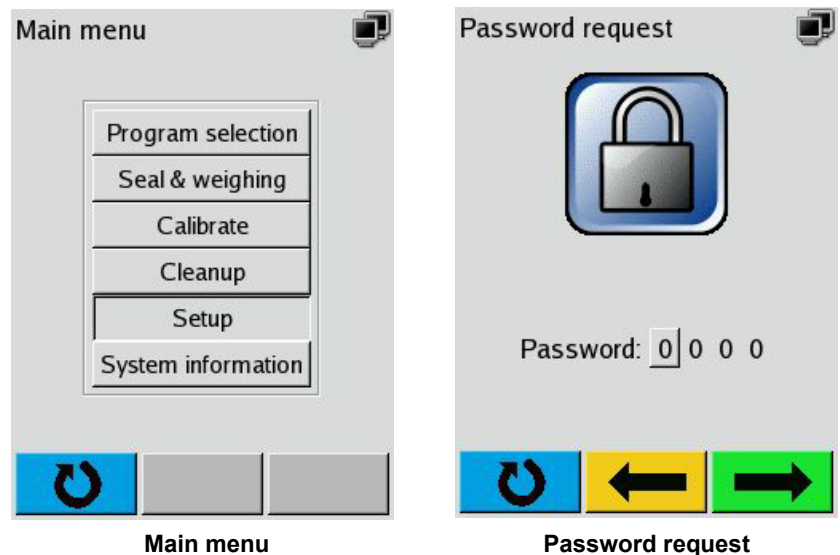 Main menu
Program selection
Seal & weighing
Calibrate
Cleanup
Setup
System information
Main menu
Password request
Password: 0 0 0 0
Password request